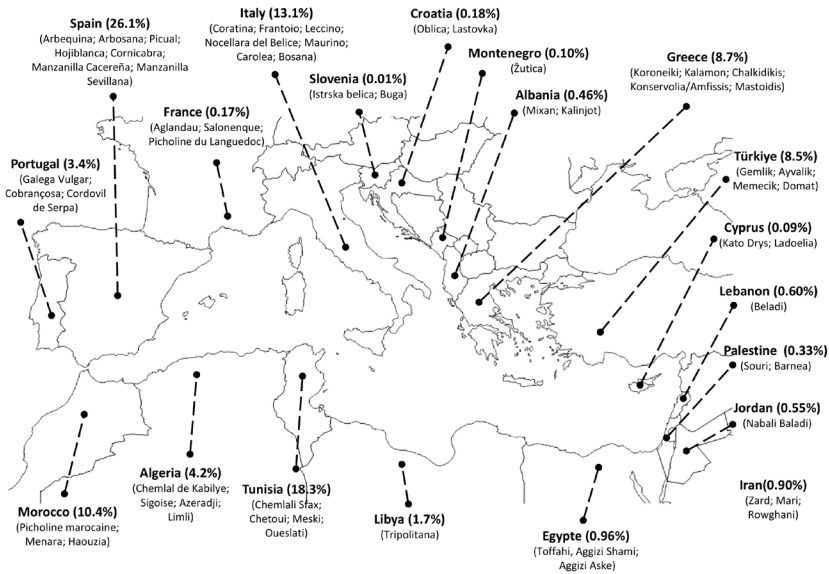 Spain (26.1%)
(Arbequina; Arbosana; Picual;
Hojiblanca; Cornicabra;
Manzanilla Cacereña; Manzanilla
Sevillana)
Italy (13.1%)
(Coratina; Frantoio; Leccino;
Nocellara del Belice; Maurino;
Carolea; Bosana)
Croatia (0.18%)
(Oblica; Lastovka)
Montenegro (0.10%)
(Žutica)
Greece (8.7%)
(Koroneiki; Kalamon; Chalkidikis;
Konservolia/Amfissis; Mastoidis)
Slovenia (0.01%)
(Istrska belica; Buga)
Albania (0.46%)
(Mixan; Kalinjot)
France (0.17%)
(Aglandau; Salonenque;
Picholine du Languedoc)
Portugal (3.4%)
(Galega Vulgar;
Cobrançosa; Cordovil
de Serpa)
Türkiye (8.5%)
(Gemlik; Ayvalik;
Memecik; Domat)
Cyprus (0.09%)
(Kato Drys; Ladoelia)
Lebanon (0.60%)
(Beladi)
Palestine (0.33%)
(Souri; Barnea)
Jordan (0.55%)
(Nabali Baladi)
Iran(0.90%)
(Zard; Mari;
Rowghani)
Algeria (4.2%)
(Chemlal de Kabilye;
Sigoise; Azeradji;
Limli)
Tunisia (18.3%)
(Chemlali Sfax;
Chetoui; Meski;
Oueslati)
Morocco (10.4%)
(Picholine marocaine;
Menara; Haouzia)
Libya (1.7%)
(Tripolitana)
Egypte (0.96%)
(Toffahi, Aggizi Shami;
Aggizi Aske)